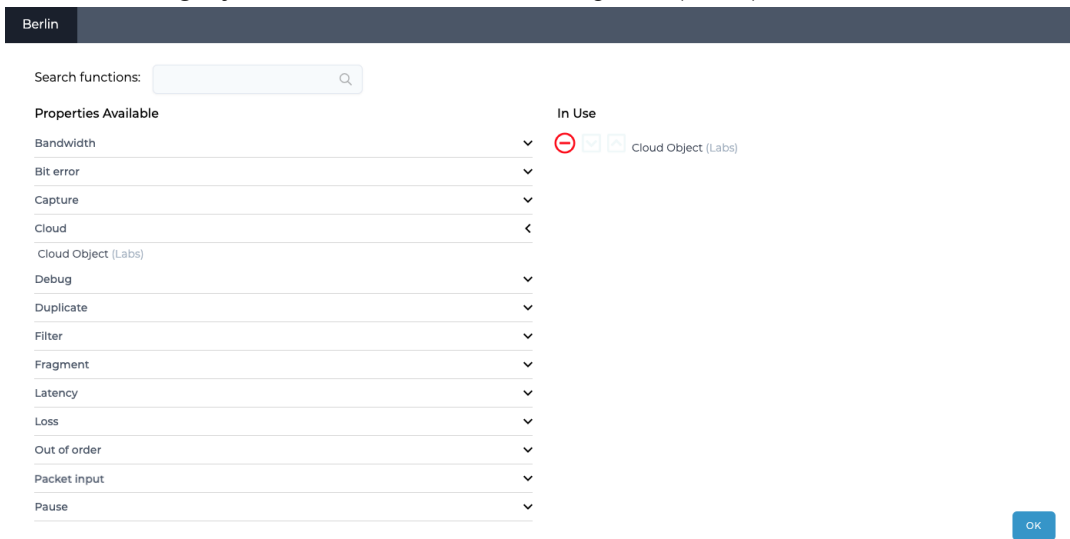 Berlin
Search functions:
Properties Available
Bandwidth
Bit error
Capture
Cloud
Cloud Object (Labs)
Debug
Duplicate
Filter
Fragment
Latency
Loss
Out of order
Packet input
Pause
In Use
Cloud Object (Labs)
OK